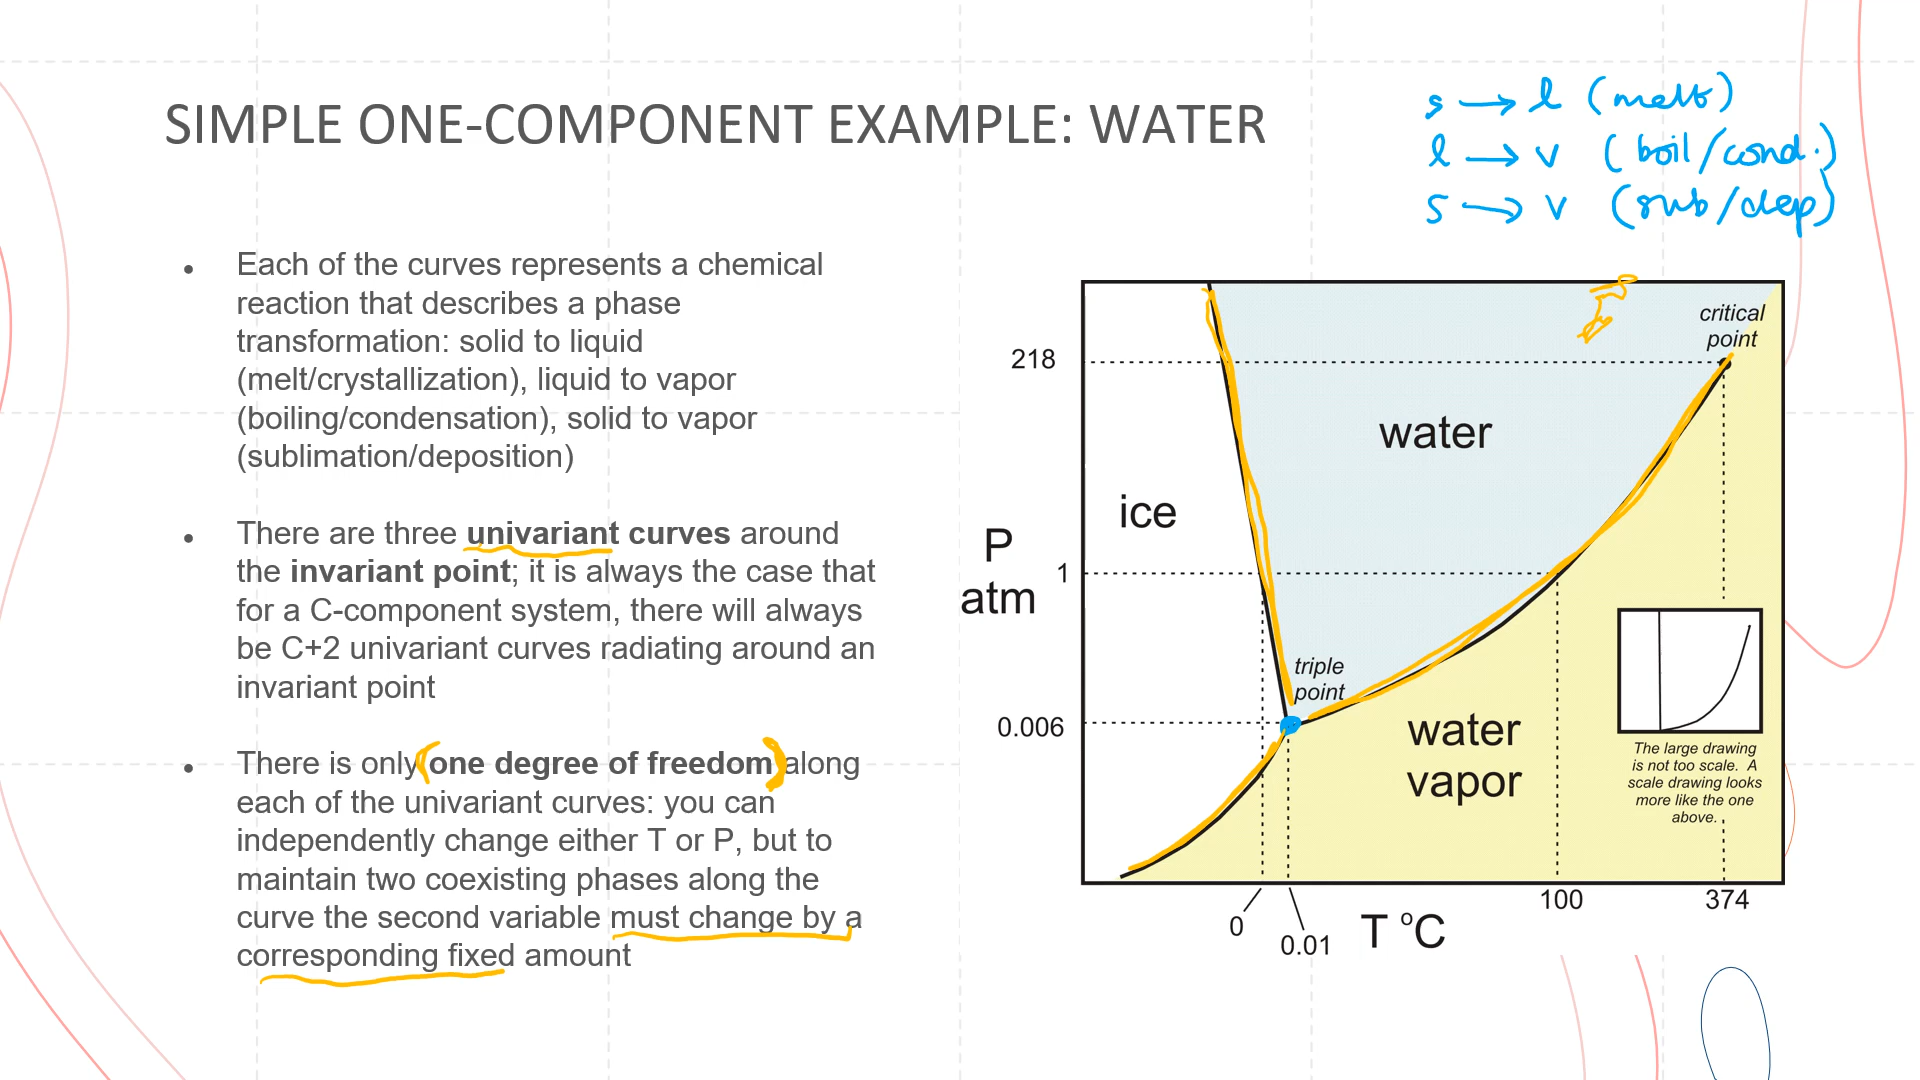 SIMPLE ONE-COMPONENT EXAMPLE: WATER
s → l (melt)
l → v (boil/cond.)
s → v (sub/dep)
• Each of the curves represents a chemical
reaction that describes a phase
transformation: solid to liquid
(melt/crystallization), liquid to vapor
(boiling/condensation), solid to vapor
(sublimation/deposition)
• There are three univariant curves around
the invariant point; it is always the case that
for a C-component system, there will always
be C+2 univariant curves radiating around an
invariant point
• There is only (one degree of freedom) along
each of the univariant curves: you can
independently change either T or P, but to
maintain two coexisting phases along the
curve the second variable must change by a
corresponding fixed amount
critical
point
218
water
ice
P
atm
1
triple
point
0.006
water
vapor
The large drawing
is not too scale. A
scale drawing looks
more like the one
above.
0
0.01
T °C
100
374